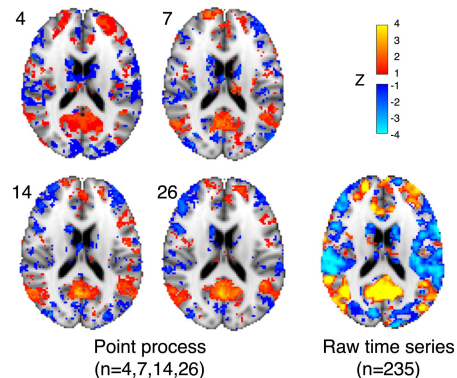 4
7
Z
4
3
2
1
-1
-2
-3
-4
14
26
Point process
(n=4,7,14,26)
Raw time series
(n=235)